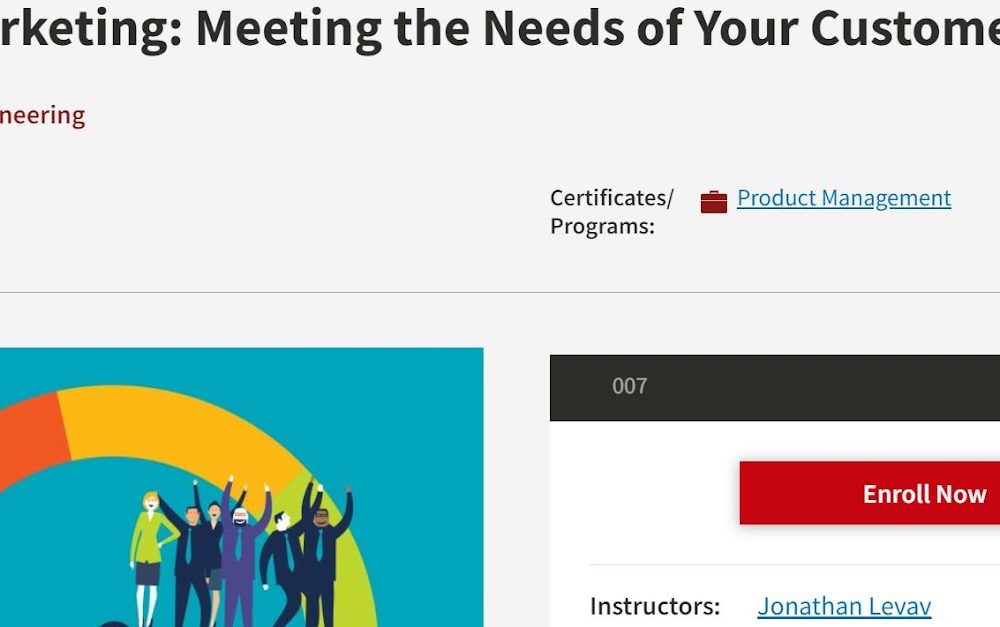 rketing: Meeting the Needs of Your Custome
neering
Certificates/
Programs:
Product Management
007
Enroll Now
Instructors: Jonathan Levav